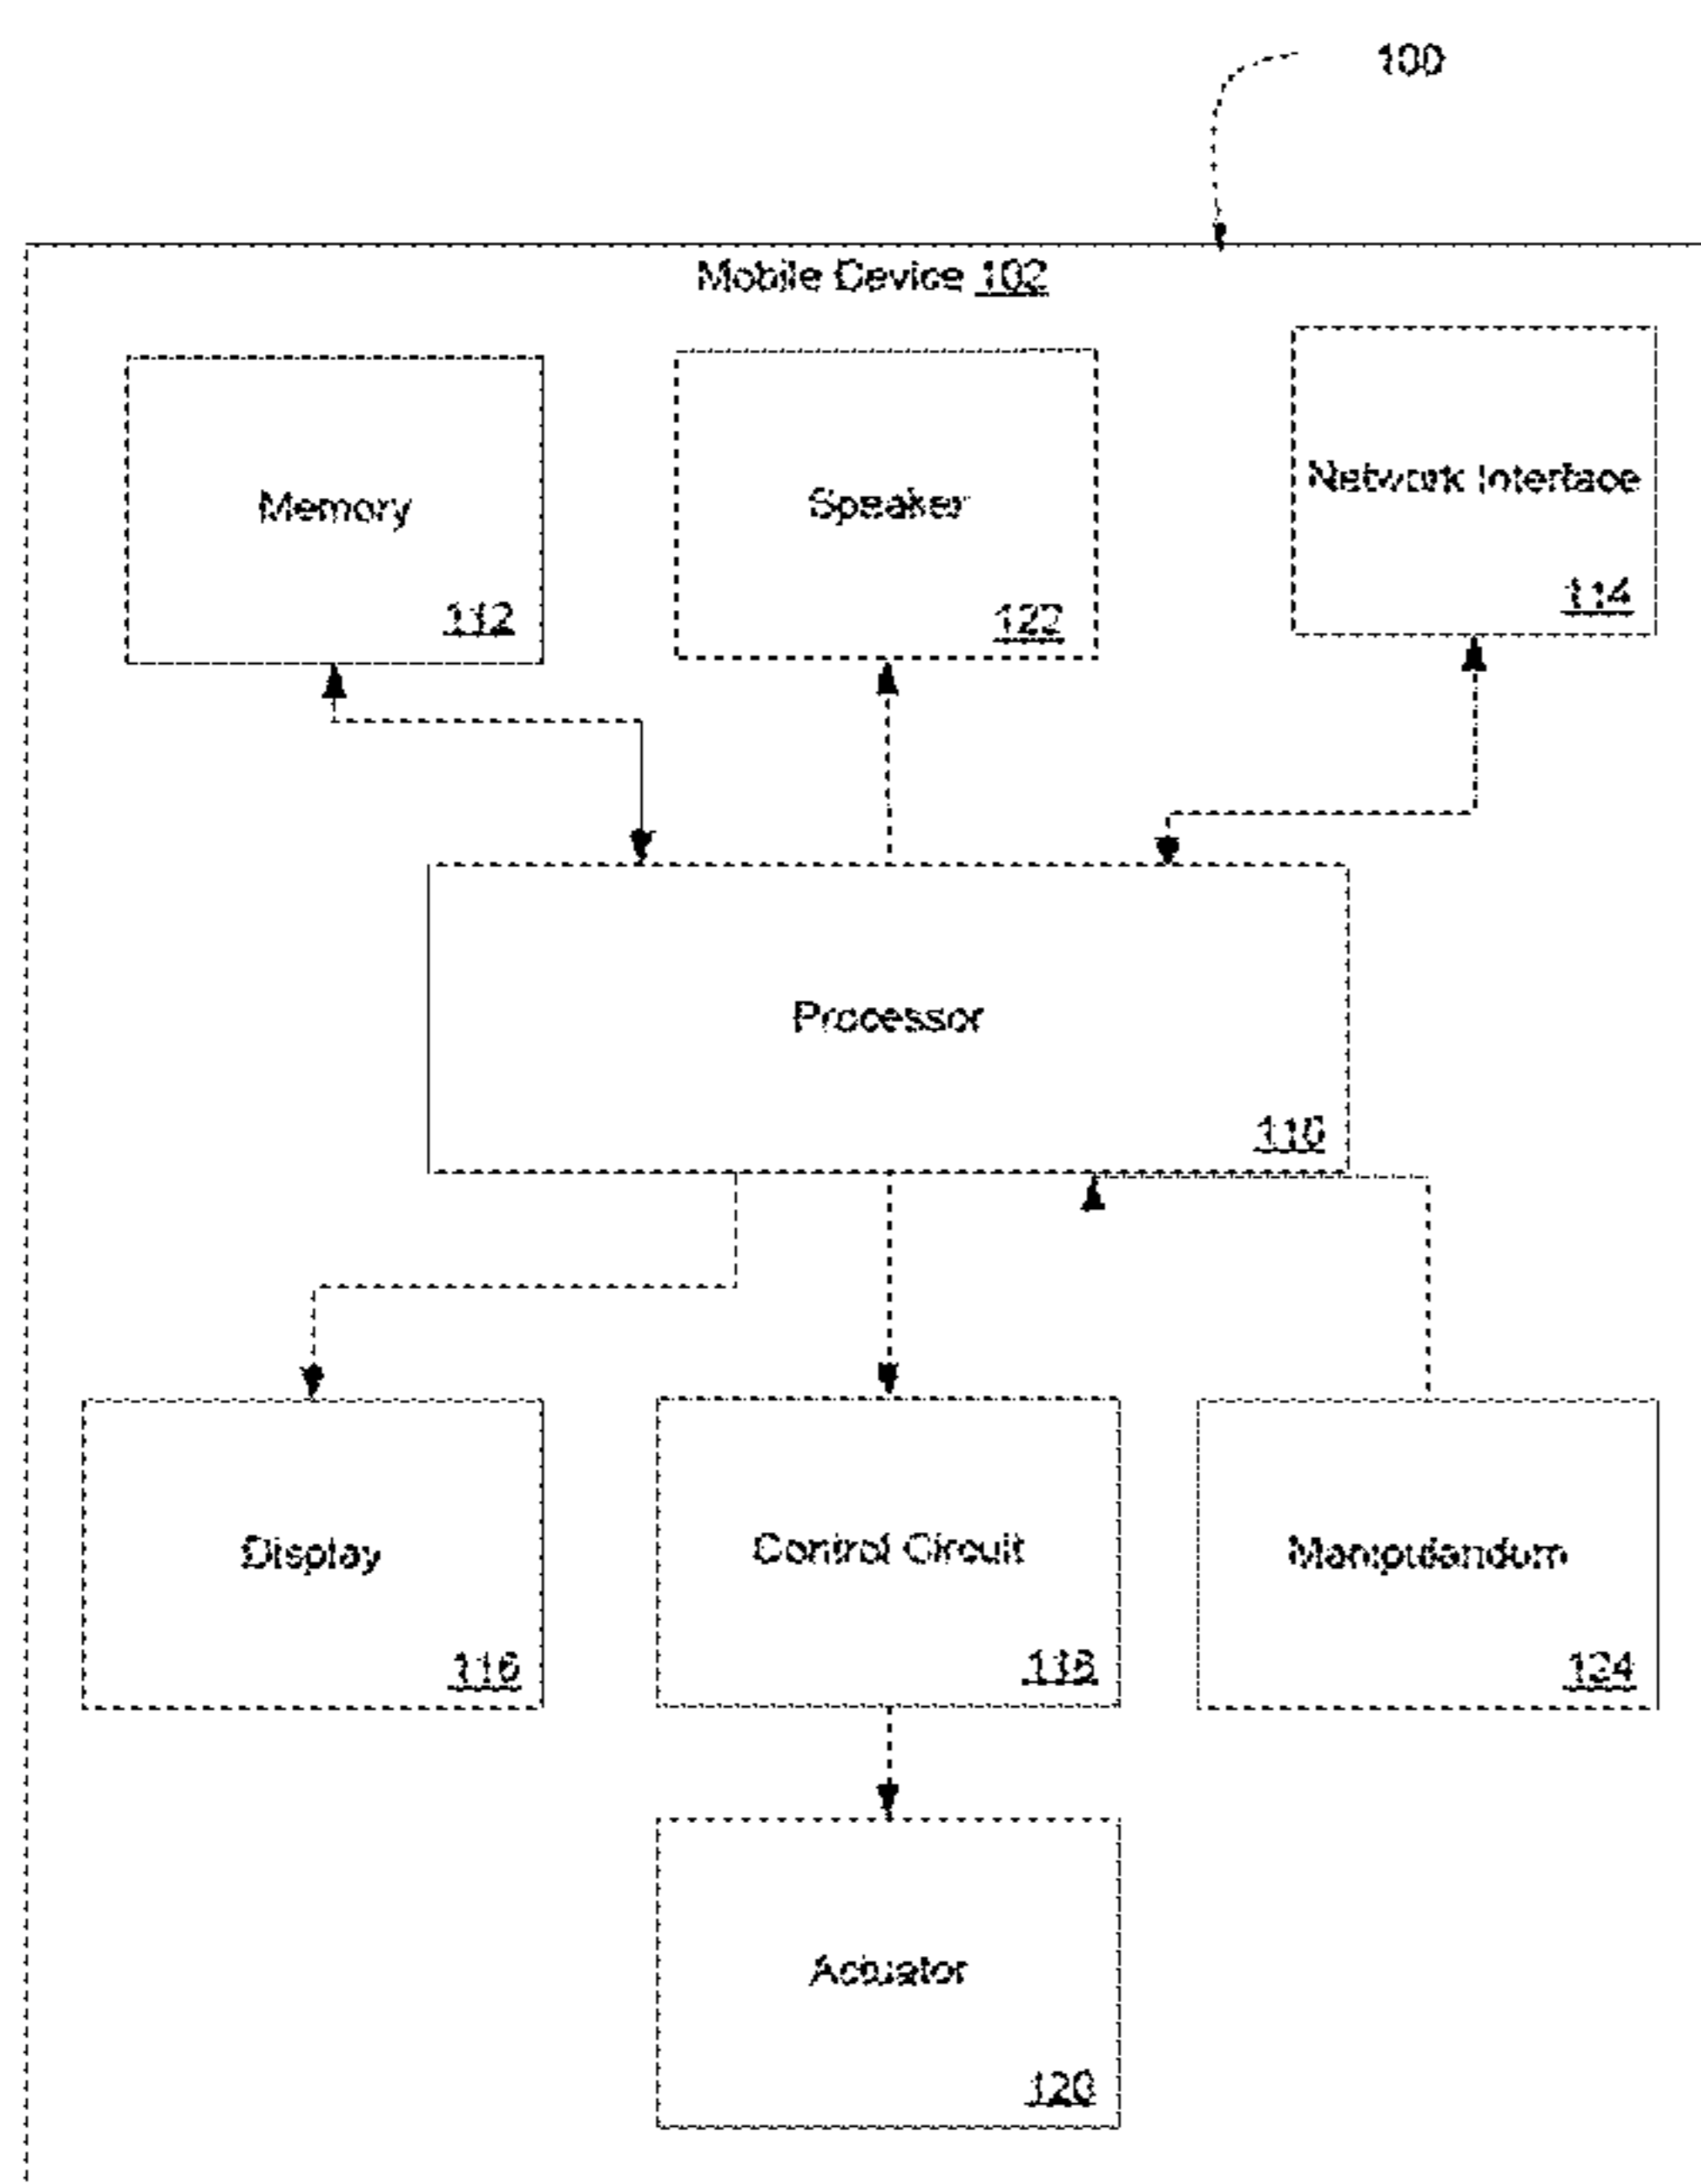 100
Mobile Device 102
Memory
112
Speaker
122
Network Interface
114
Processor
110
Display
116
Control Circuit
118
Manipulandum
124
Actuator
120